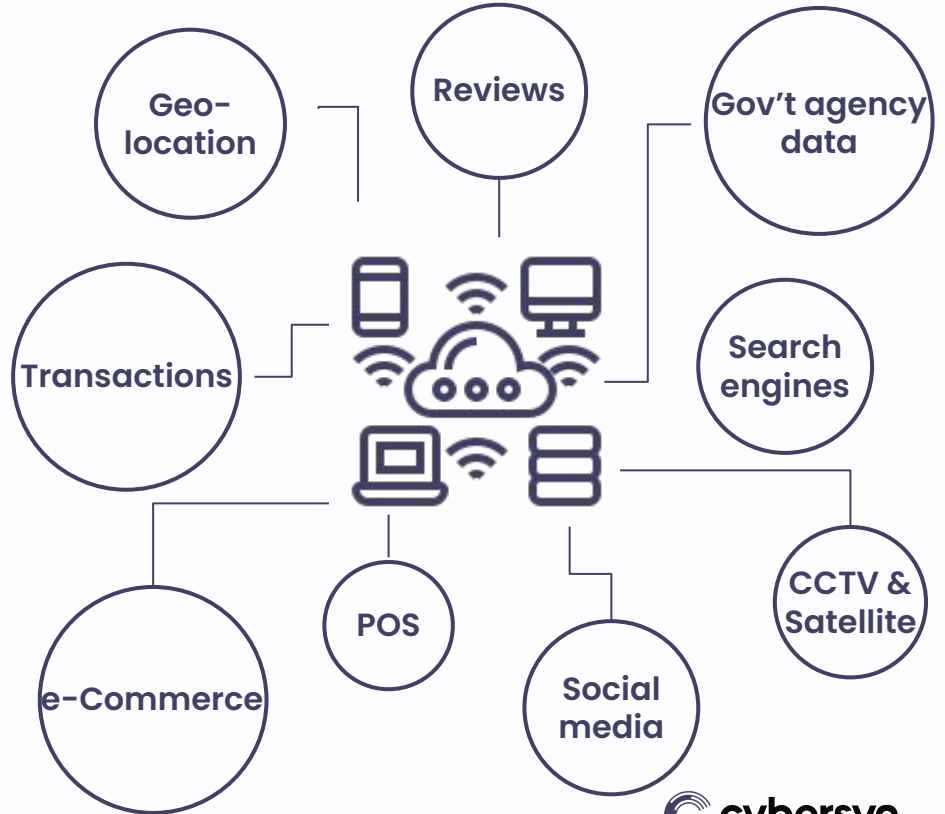 Geo-
location
Reviews
Gov't agency
data
Transactions
Search
engines
e-Commerce
POS
Social
media
CCTV &
Satellite